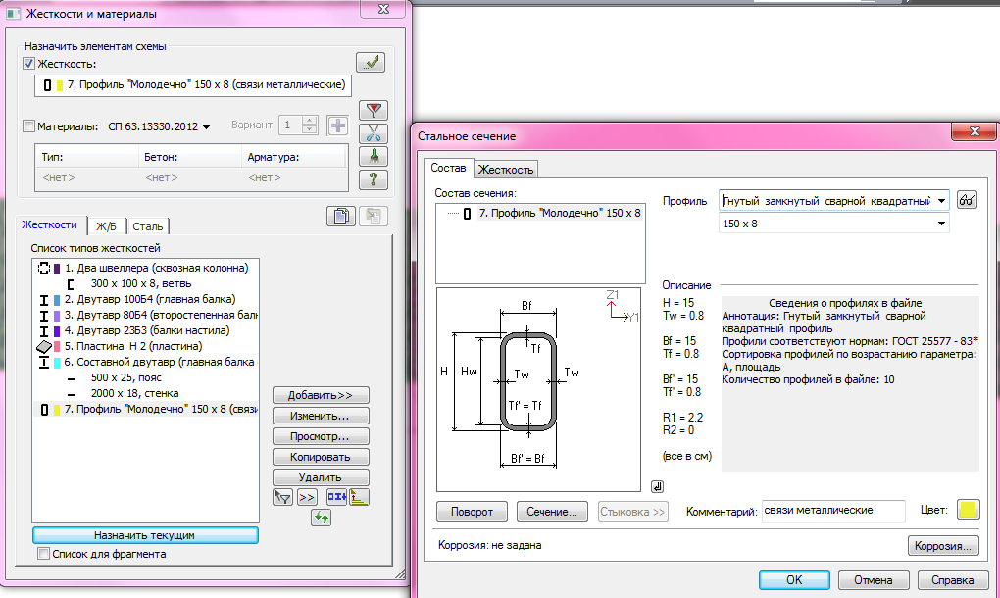 Жесткости и материалы
Назначить элементам схемы
Жесткость:
7. Профиль "Молодечно" 150 x 8 (связи металлические)
Материалы: СП 63.13330.2012 Вариант 1
Тип: Бетон: Арматура:
<нет> <нет> <нет>
Жесткости Ж/Б Сталь
Список типов жесткостей
1. Два швеллера (сквозная колонна)
300 x 100 x 8, ветвь
2. Двутавр 100Б4 (главная балка)
3. Двутавр 80Б4 (второстепенная бал
4. Двутавр 23Б3 (балки настила)
5. Пластина Н 2 (пластина)
6. Составной двутавр (главная балка
500 x 25, пояс
2000 x 18, стенка
7. Профиль "Молодечно" 150 x 8 (связи
Добавить>>
Изменить...
Просмотр...
Копировать
Удалить
>>
Назначить текущим
Список для фрагмента
Стальное сечение
Состав Жесткость
Состав сечения:
7. Профиль "Молодечно" 150 x 8
Профиль Гнутый замкнутый сварной квадратный
150 x 8
Z1
Y1
Bf
Tf
H Hw Tw Tw
Tf' = Tf
Bf' = Bf
Описание
H = 15
Tw = 0.8
Bf = 15
Tf = 0.8
Bf' = 15
Tf' = 0.8
R1 = 2.2
R2 = 0
(все в см)
Сведения о профилях в файле
Аннотация: Гнутый замкнутый сварной
квадратный профиль
Профили соответствуют нормам: ГОСТ 25577 - 83*
Сортировка профилей по возрастанию параметра:
A, площадь
Количество профилей в файле: 10
Поворот Сечение... Стыковка >> Комментарий: связи металлические Цвет:
Коррозия: не задана Коррозия...
OK Отмена Справка